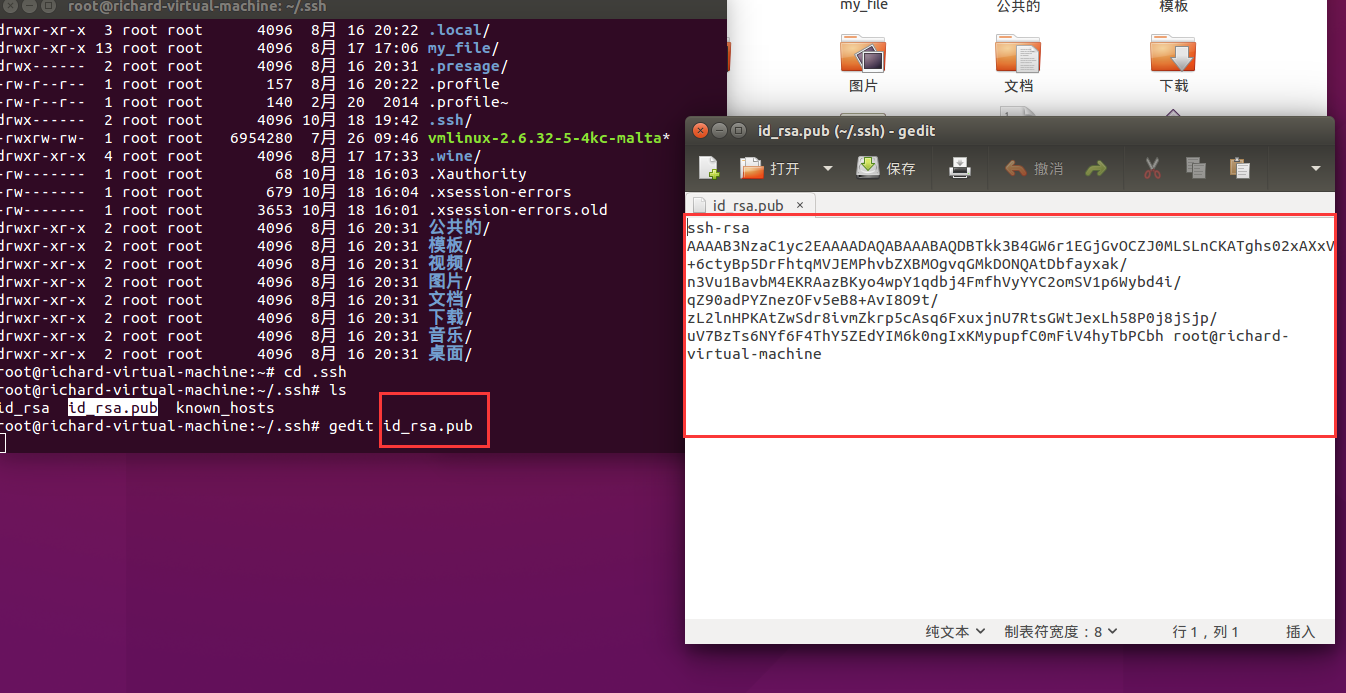 root@richard-virtual-machine: ~/.ssh
drwxr-xr-x 3 root root 4096 8月 16 20:22 .local/
drwxr-xr-x 13 root root 4096 8月 17 17:06 my_file/
drwx------ 2 root root 4096 8月 16 20:31 .presage/
-rw-r--r-- 1 root root 157 8月 16 20:22 .profile
-rw-r--r-- 1 root root 140 2月 20 2014 .profile~
drwx------ 2 root root 4096 10月 18 19:42 .ssh/
-rwxrw-rw- 1 root root 6954280 7月 26 09:46 vmlinux-2.6.32-5-4kc-malta*
drwxr-xr-x 4 root root 4096 8月 17 17:33 .wine/
-rw------- 1 root root 68 10月 18 16:03 .Xauthority
-rw------- 1 root root 679 10月 18 16:04 .xsession-errors
-rw------- 1 root root 3653 10月 18 16:01 .xsession-errors.old
drwxr-xr-x 2 root root 4096 8月 16 20:31 公共的/
drwxr-xr-x 2 root root 4096 8月 16 20:31 模板/
drwxr-xr-x 2 root root 4096 8月 16 20:31 视频/
drwxr-xr-x 2 root root 4096 8月 16 20:31 图片/
drwxr-xr-x 2 root root 4096 8月 16 20:31 文档/
drwxr-xr-x 2 root root 4096 8月 16 20:31 下载/
drwxr-xr-x 2 root root 4096 8月 16 20:31 音乐/
drwxr-xr-x 2 root root 4096 8月 16 20:31 桌面/
root@richard-virtual-machine:~# cd .ssh
root@richard-virtual-machine:~/.ssh# ls
id_rsa id_rsa.pub known_hosts
root@richard-virtual-machine:~/.ssh# gedit id_rsa.pub
my_file 公共的 模板
图片 文档 下载
id_rsa.pub (~/.ssh) - gedit
打开 保存 撤消
id_rsa.pub ×
ssh-rsa
AAAAB3NzaC1yc2EAAAADAQABAAABAQDBTkk3B4GW6r1EGjGvOCZJ0MLSLnCKATghs02xAXxV
+6ctyBp5DrFhtqMVJEMPhvbZXBMOgvqGMkDONQAtDbfayxak/
n3Vu1BavbM4EKRAazBKyo4wpY1qdbj4FmfhVyYYC2omSV1p6Wybd4i/
qZ90adPYZnezOFv5eB8+AvI8O9t/
zL2lnHPKAtZwSdr8ivmZkrp5cAsq6FxuxjnU7RtsGWtJexLh58P0j8jSjp/
uV7BzTs6NYf6F4ThY5ZEdYIM6k0ngIxKMypupfC0mFiV4hyTbPCbh root@richard-
virtual-machine
纯文本 制表符宽度：8 行 1，列 1 插入